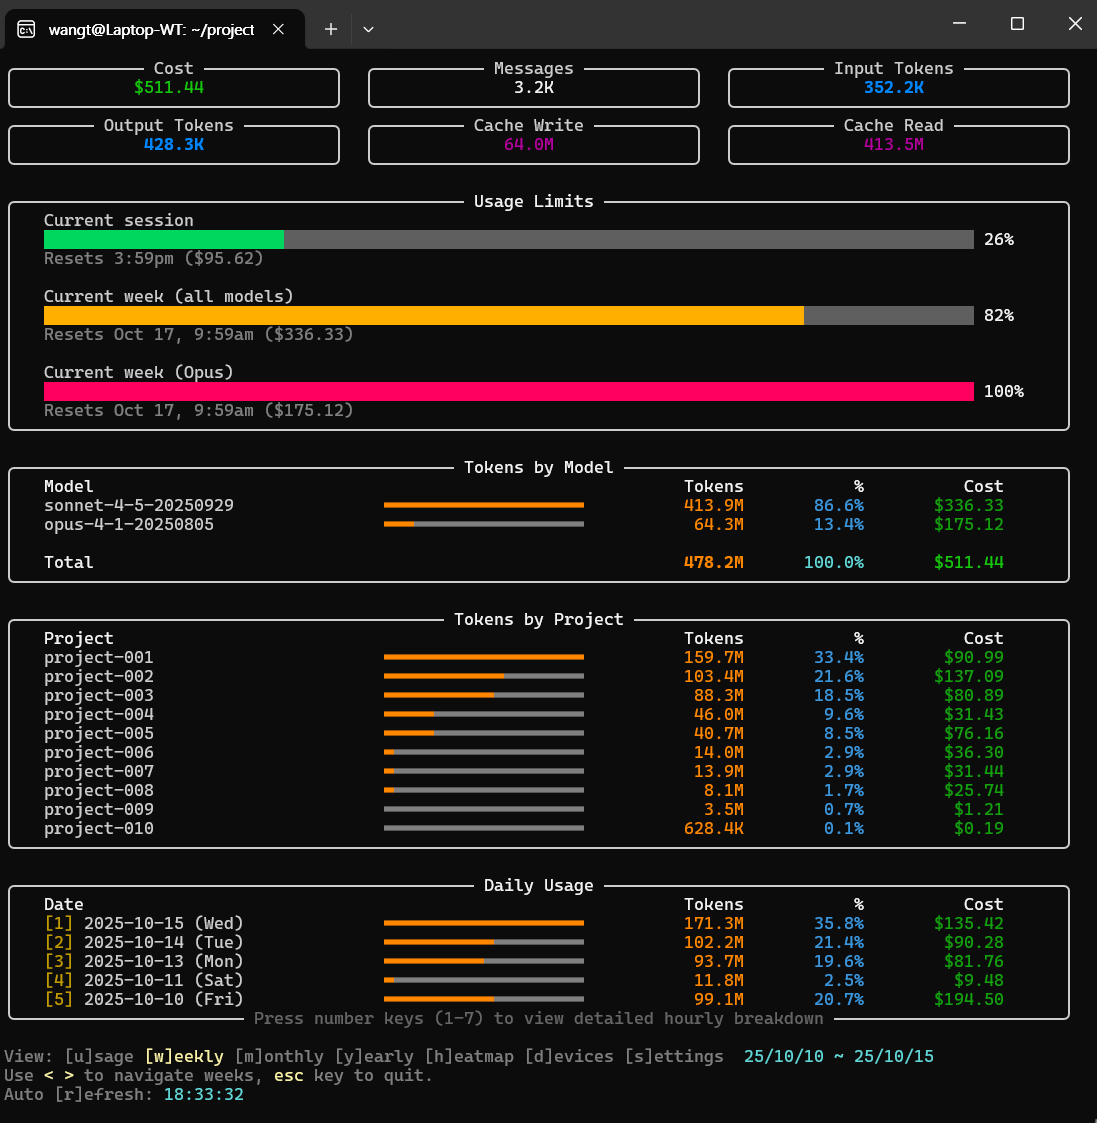 wangt@Laptop-WT: ~/project
Cost Messages Input Tokens
$511.44 3.2K 352.2K
Output Tokens Cache Write Cache Read
428.3K 64.0M 413.5M
Usage Limits
Current session
26%
Resets 3:59pm ($95.62)
Current week (all models)
82%
Resets Oct 17, 9:59am ($336.33)
Current week (Opus)
100%
Resets Oct 17, 9:59am ($175.12)
Tokens by Model
Model Tokens % Cost
sonnet-4-5-20250929 413.9M 86.6% $336.33
opus-4-1-20250805 64.3M 13.4% $175.12
Total 478.2M 100.0% $511.44
Tokens by Project
Project Tokens % Cost
project-001 159.7M 33.4% $90.99
project-002 103.4M 21.6% $137.09
project-003 88.3M 18.5% $80.89
project-004 46.0M 9.6% $31.43
project-005 40.7M 8.5% $76.16
project-006 14.0M 2.9% $36.30
project-007 13.9M 2.9% $31.44
project-008 8.1M 1.7% $25.74
project-009 3.5M 0.7% $1.21
project-010 628.4K 0.1% $0.19
Daily Usage
Date Tokens % Cost
[1] 2025-10-15 (Wed) 171.3M 35.8% $135.42
[2] 2025-10-14 (Tue) 102.2M 21.4% $90.28
[3] 2025-10-13 (Mon) 93.7M 19.6% $81.76
[4] 2025-10-11 (Sat) 11.8M 2.5% $9.48
[5] 2025-10-10 (Fri) 99.1M 20.7% $194.50
Press number keys (1-7) to view detailed hourly breakdown
View: [u]sage [w]eekly [m]onthly [y]early [h]eatmap [d]evices [s]ettings 25/10/10 ~ 25/10/15
Use < > to navigate weeks, esc key to quit.
Auto [r]efresh: 18:33:32